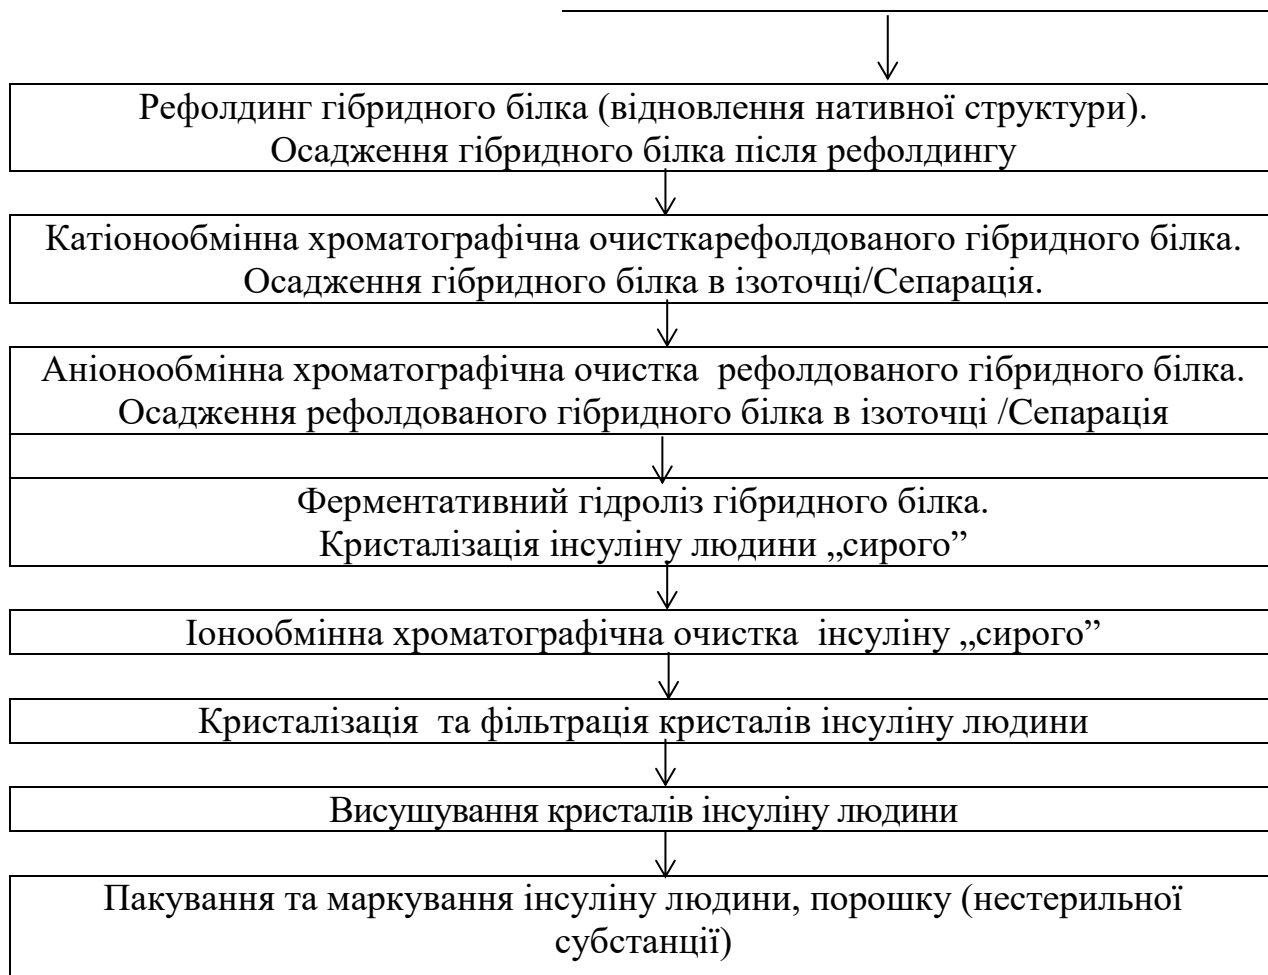 Рефолдинг гібридного білка (відновлення нативної структури).
Осадження гібридного білка після рефолдингу
Катіонообмінна хроматографічна очисткарефолдованого гібридного білка.
Осадження гібридного білка в ізоточці/Сепарація.
Аніонообмінна хроматографічна очистка рефолдованого гібридного білка.
Осадження рефолдованого гібридного білка в ізоточці /Сепарація
Ферментативний гідроліз гібридного білка.
Кристалізація інсуліну людини „сирого”
Іонообмінна хроматографічна очистка інсуліну „сирого”
Кристалізація та фільтрація кристалів інсуліну людини
Висушування кристалів інсуліну людини
Пакування та маркування інсуліну людини, порошку (нестерильної
субстанції)